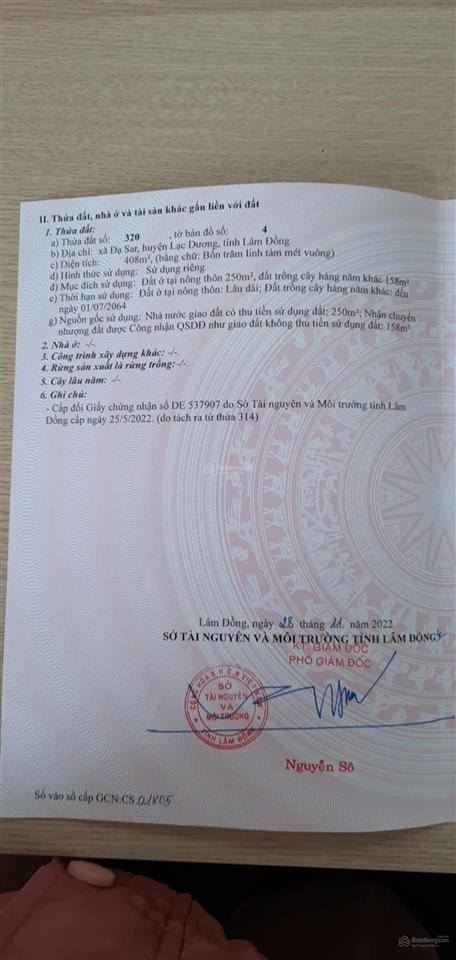 II. Thửa đất, nhà ở và tài sản khác gắn liền với đất
1. Thửa đất:
a) Thửa đất số: 320 , tờ bản đồ số: 4
b) Địa chỉ: xã Đạ Sar, huyện Lạc Dương, tỉnh Lâm Đồng
c) Diện tích: 408m², (bằng chữ: Bốn trăm linh tám mét vuông)
d) Hình thức sử dụng: Sử dụng riêng
đ) Mục đích sử dụng: Đất ở tại nông thôn 250m², đất trồng cây hàng năm khác 158m²
e) Thời hạn sử dụng: Đất ở tại nông thôn: Lâu dài; Đất trồng cây hàng năm khác: đến
01/07/2064
g) Nguồn gốc sử dụng: Nhà nước giao đất có thu tiền sử dụng đất: 250m²; Nhận chuyển
nhượng đất được Công nhận QSDĐ như giao đất không thu tiền sử dụng đất: 158m²
2. Nhà ở: -/-.
3. Công trình xây dựng khác: -/-.
4. Rừng sản xuất là rừng trồng: -/-.
5. Cây lâu năm: -/-.
6. Ghi chú:
- Cấp đổi Giấy chứng nhận số DE 537907 do Sở Tài nguyên và Môi trường tỉnh Lâm
Đồng cấp ngày 25/5/2022. (do tách ra từ thửa 314)
Batdongsan
Lâm Đồng, ngày 28 tháng 11 năm 2022
SỞ TÀI NGUYÊN VÀ MÔI TRƯỜNG TỈNH LÂM ĐỒNG
KT. GIÁM ĐỐC
PHÓ GIÁM ĐỐC
CỘNG HÒA X.H.C.N VIỆT NAM
SỞ
TÀI NGUYÊN
VÀ
MÔI TRƯỜNG
TỈNH LÂM ĐỒNG
Nguyễn Sô
Số vào sổ cấp GCN:CS.
Batdongsan